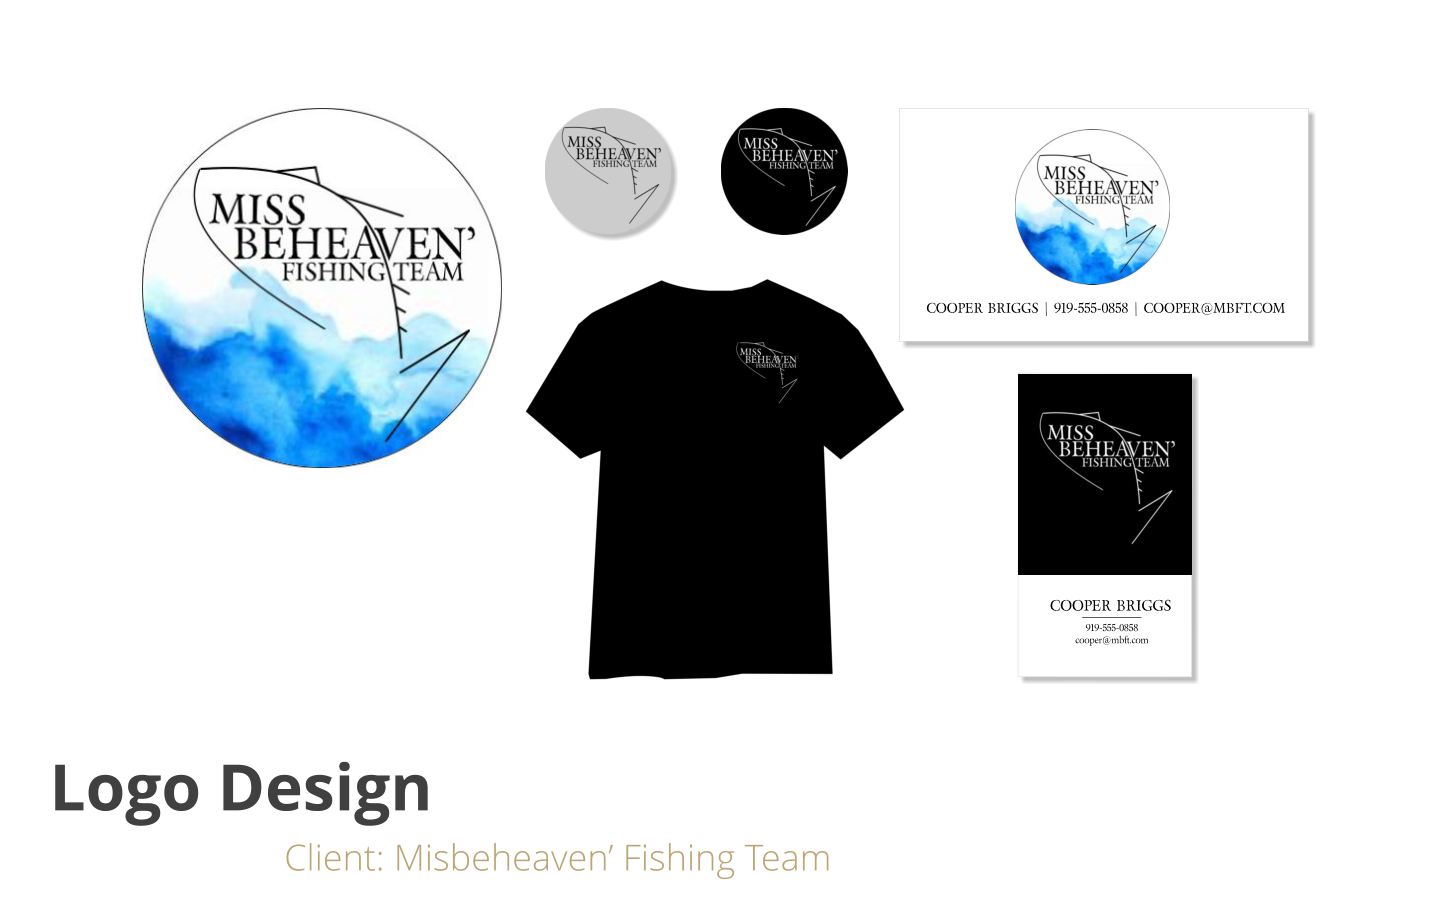 MISS
BEHEAVEN’
FISHING TEAM
MISS
BEHEAVEN’
FISHING TEAM
MISS
BEHEAVEN’
FISHING TEAM
MISS
BEHEAVEN’
FISHING TEAM
COOPER BRIGGS | 919-555-0858 | COOPER@MBFT.COM
MISS
BEHEAVEN’
FISHING TEAM
MISS
BEHEAVEN’
FISHING TEAM
COOPER BRIGGS
919-555-0858
cooper@mbft.com
Logo Design
Client: Misbeheaven’ Fishing Team